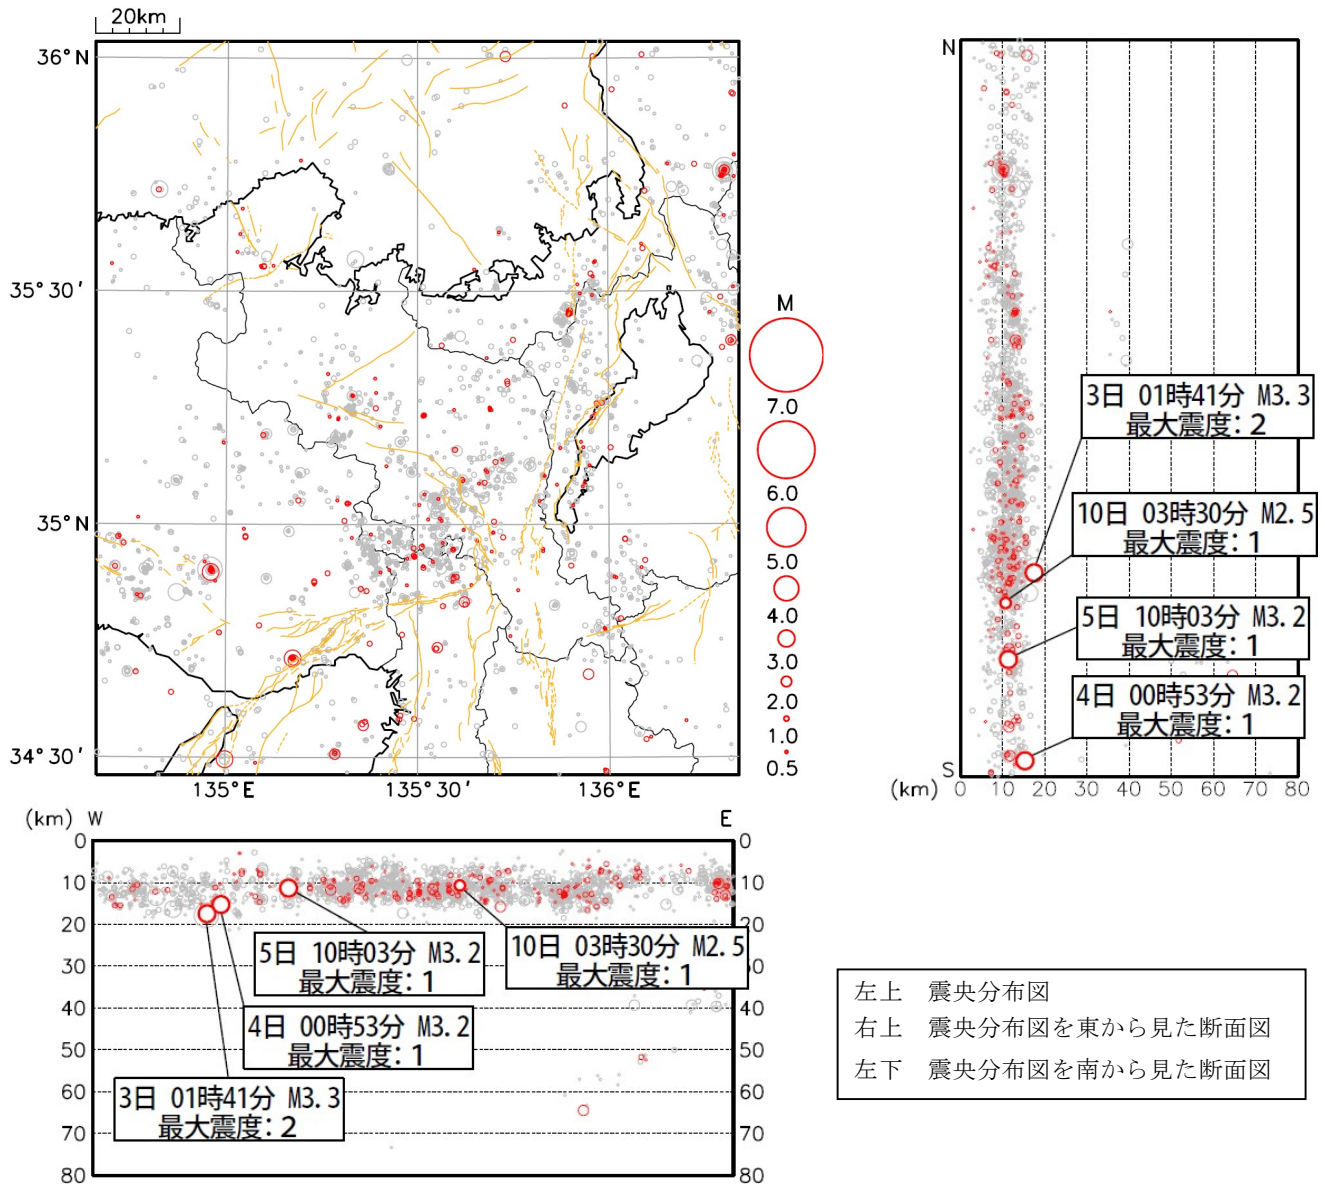 20km
36°N
35°30′
35°N
34°30′
135°E
135°30′
136°E
M
7.0
6.0
5.0
4.0
3.0
2.0
1.0
0.5
N
3日 01時41分 M3.3
最大震度：2
10日 03時30分 M2.5
最大震度：1
5日 10時03分 M3.2
最大震度：1
4日 00時53分 M3.2
最大震度：1
S
(km) 0 10 20 30 40 50 60 70 80
(km) W E
0 0
10 10
20 20
5日 10時03分 M3.2
最大震度：1
10日 03時30分 M2.5
最大震度：1
30
40 40
4日 00時53分 M3.2
最大震度：1
50 50
60 60
3日 01時41分 M3.3
最大震度：2
70 70
80 80
左上 震央分布図
右上 震央分布図を東から見た断面図
左下 震央分布図を南から見た断面図